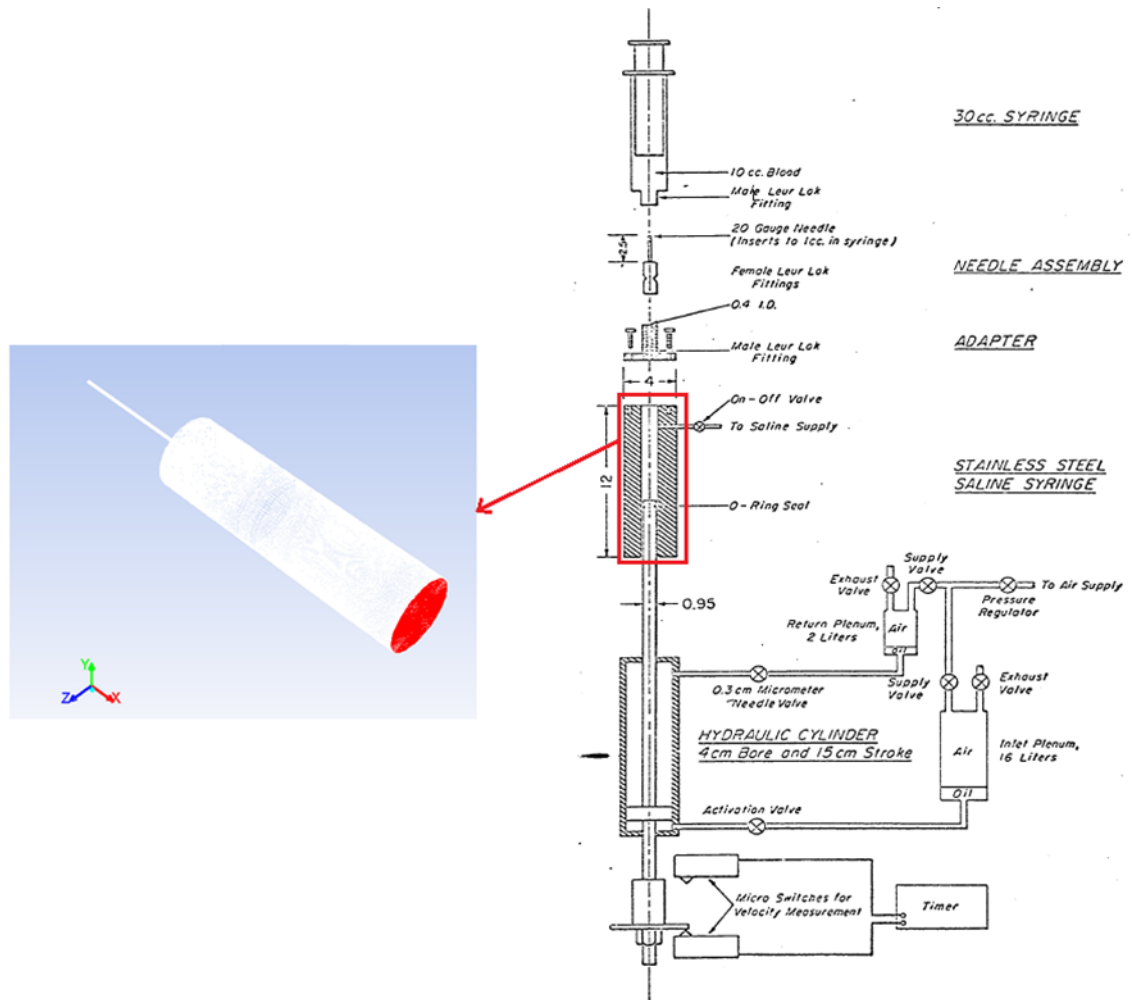 30cc. SYRINGE
10 cc. Blood
Male Leur Lok
Fitting
20 Gauge Needle
(Inserts to 1cc. in syringe)
2.5
Female Leur Lok
Fittings
NEEDLE ASSEMBLY
0.4 I.D.
Male Leur Lok
Fitting
ADAPTER
4
On-Off Valve
To Saline Supply
12
STAINLESS STEEL
SALINE SYRINGE
O-Ring Seal
Supply
Valve
Exhaust
Valve
To Air Supply
Pressure
Regulator
0.95
Return Plenum,
2 Liters
Air
Oil
0.3 cm Micrometer
Needle Valve
Supply
Valve
Exhaust
Valve
HYDRAULIC CYLINDER
4cm Bore and 15cm Stroke
Air
Inlet Plenum,
16 Liters
Oil
Activation Valve
Micro Switches for
Velocity Measurement
Timer
Y
Z
X